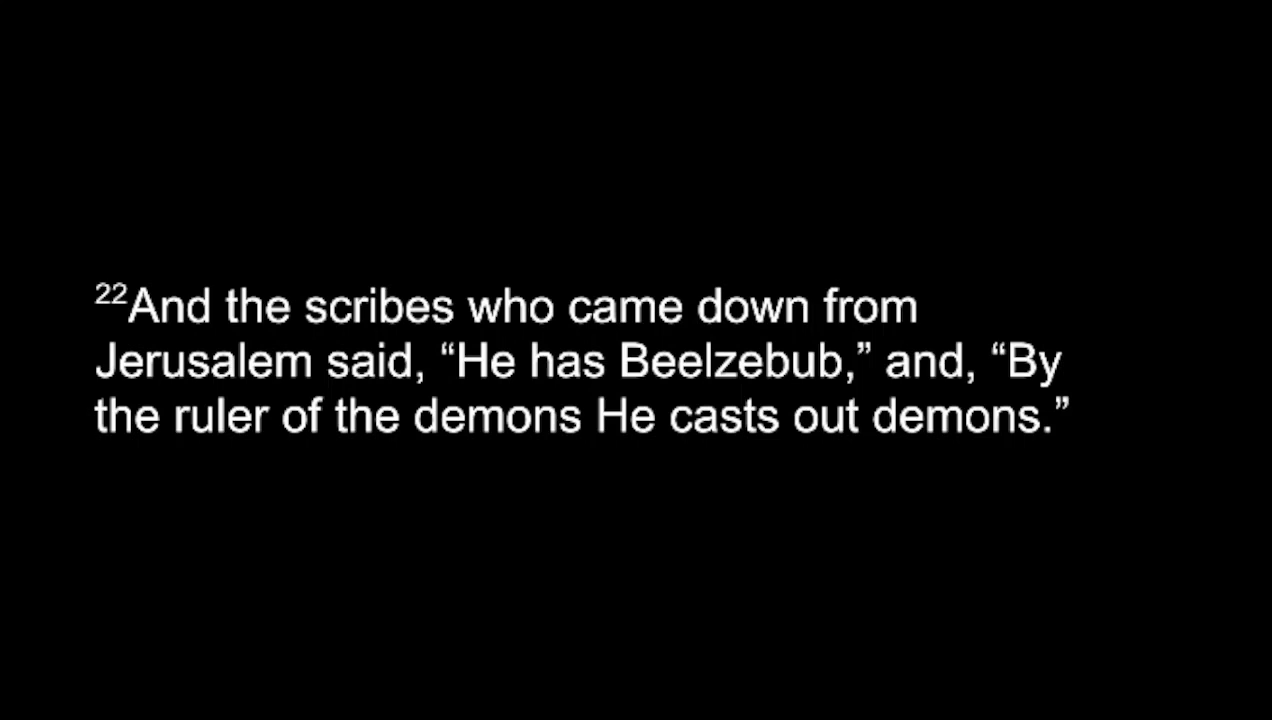 ²²And the scribes who came down from
Jerusalem said, “He has Beelzebub,” and, “By
the ruler of the demons He casts out demons.”